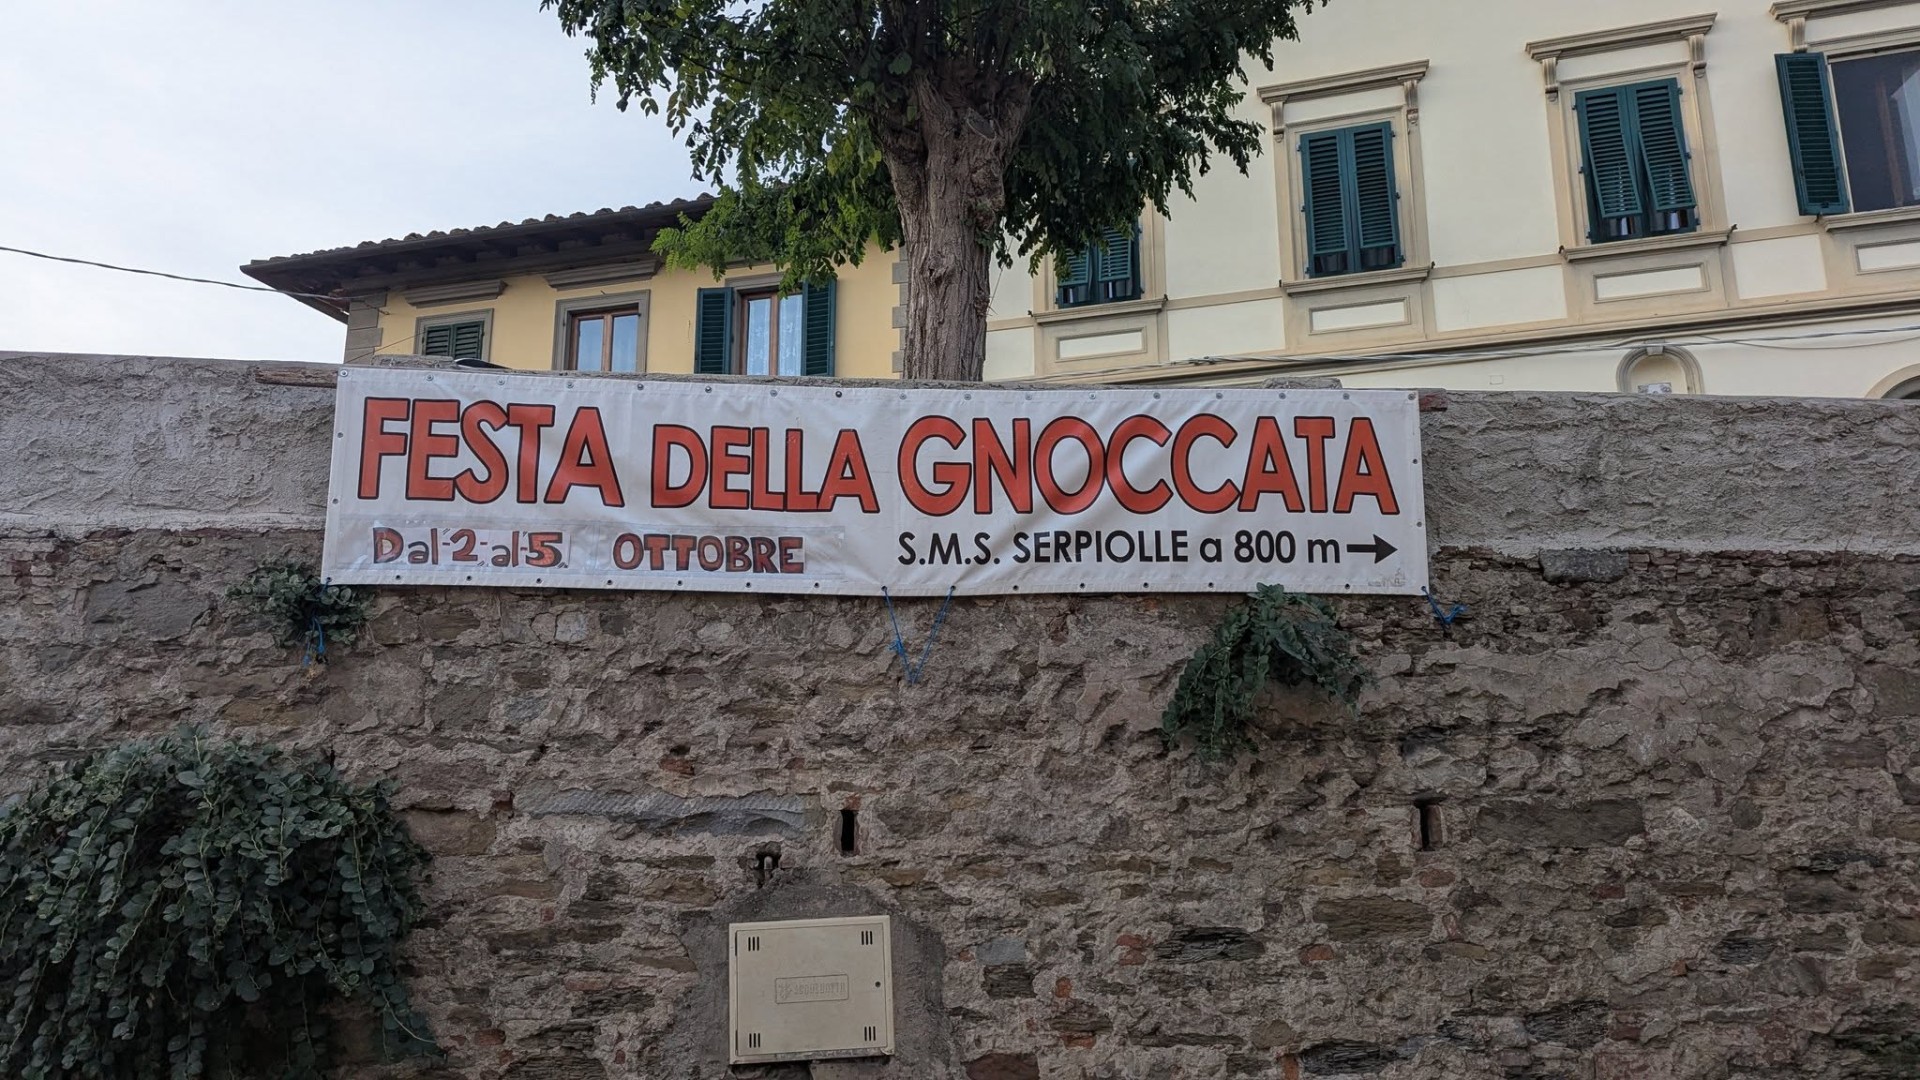 FESTA DELLA GNOCCATA
Dal 2 al 5 OTTOBRE
S.M.S. SERPIOLLE a 800 m →